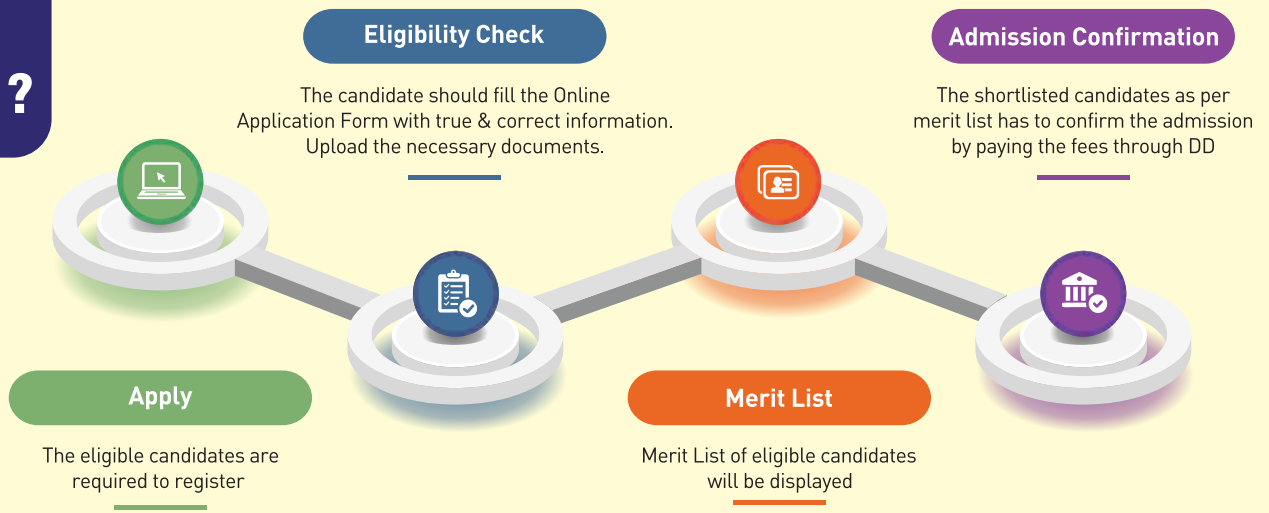 ?
Eligibility Check
The candidate should fill the Online
Application Form with true & correct information.
Upload the necessary documents.
Admission Confirmation
The shortlisted candidates as per
merit list has to confirm the admission
by paying the fees through DD
Apply
The eligible candidates are
required to register
Merit List
Merit List of eligible candidates
will be displayed